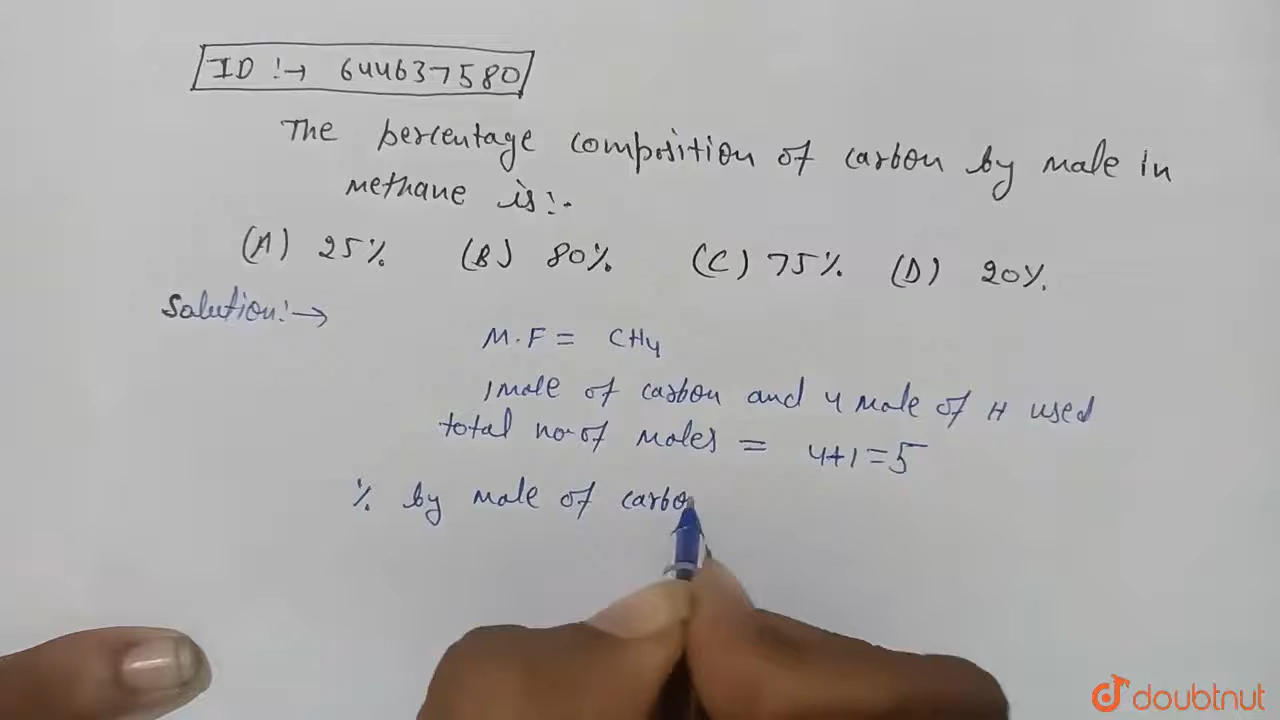 ID :→ 644637580
The percentage composition of carbon by mole in
methane is:-
(A) 25% (B) 80% (C) 75% (D) 20%.
Solution:→
M.F = CH4
1 mole of carbon and 4 mole of H used
total no. of moles = 4+1=5
% by mole of carbo
doubtnut